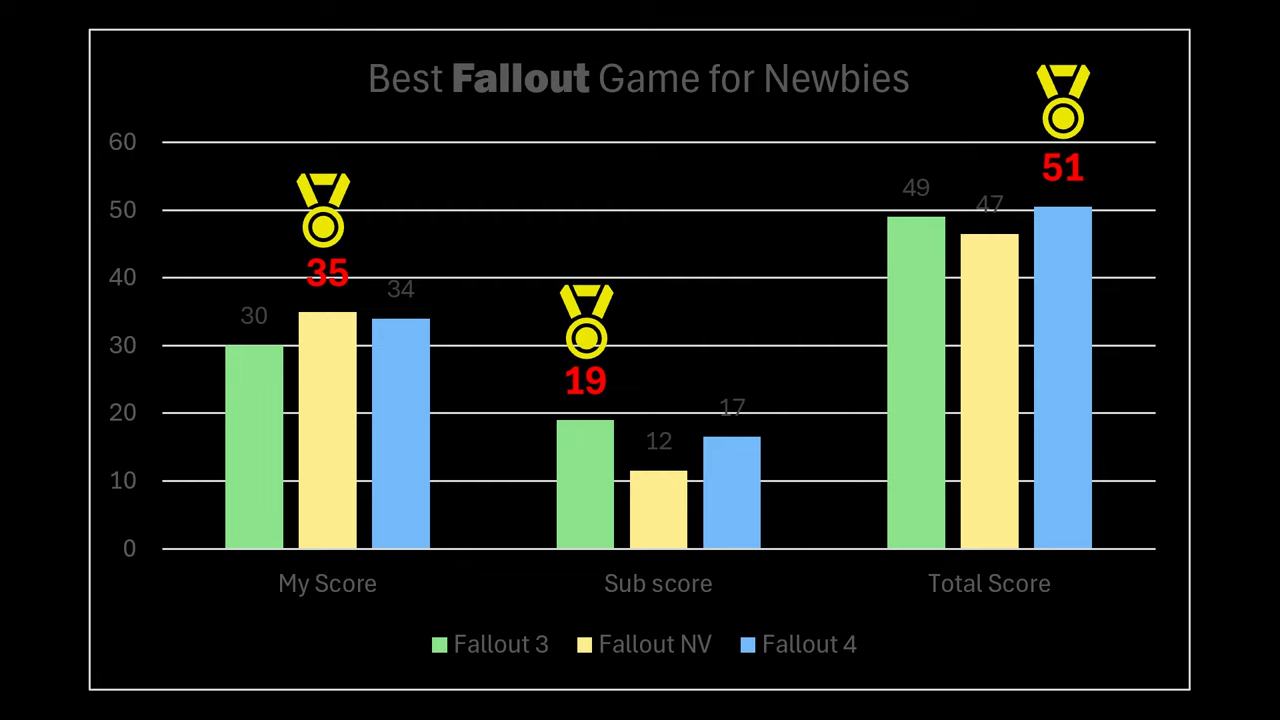 Best Fallout Game for Newbies
60
50
40
30
20
10
0
30
35
34
19
12
17
49
47
51
My Score
Sub score
Total Score
Fallout 3
Fallout NV
Fallout 4